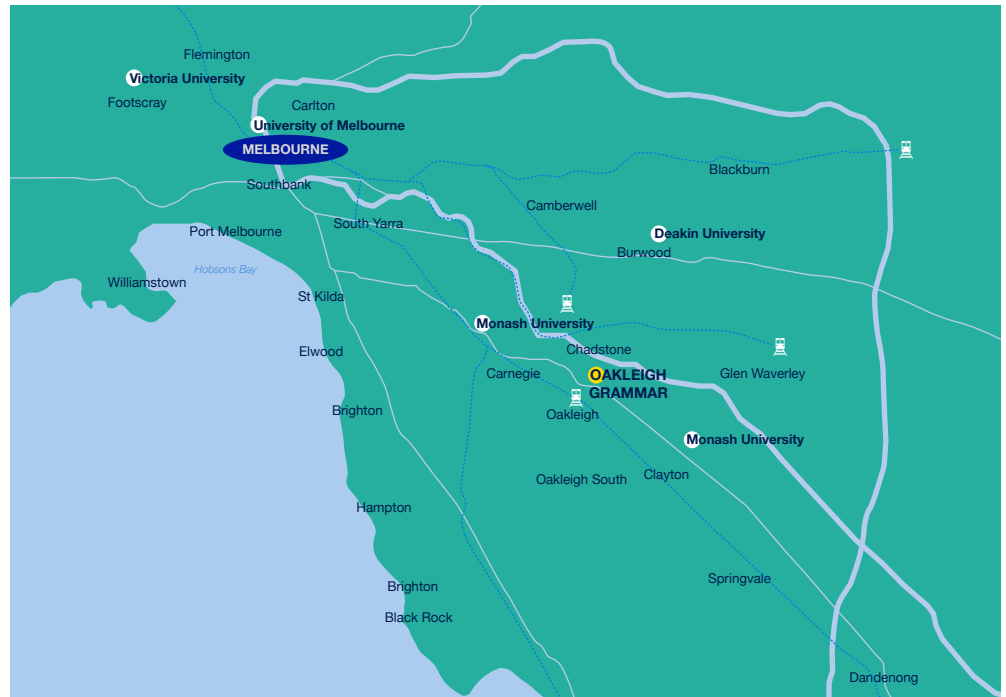 Flemington
Victoria University
Footscray
Carlton
University of Melbourne
MELBOURNE
Blackburn
Southbank
Camberwell
South Yarra
Port Melbourne
Deakin University
Burwood
Hobsons Bay
Williamstown
St Kilda
Monash University
Elwood
Chadstone
Carnegie
OAKLEIGH
GRAMMAR
Glen Waverley
Brighton
Oakleigh
Monash University
Oakleigh South
Clayton
Hampton
Springvale
Brighton
Black Rock
Dandenong